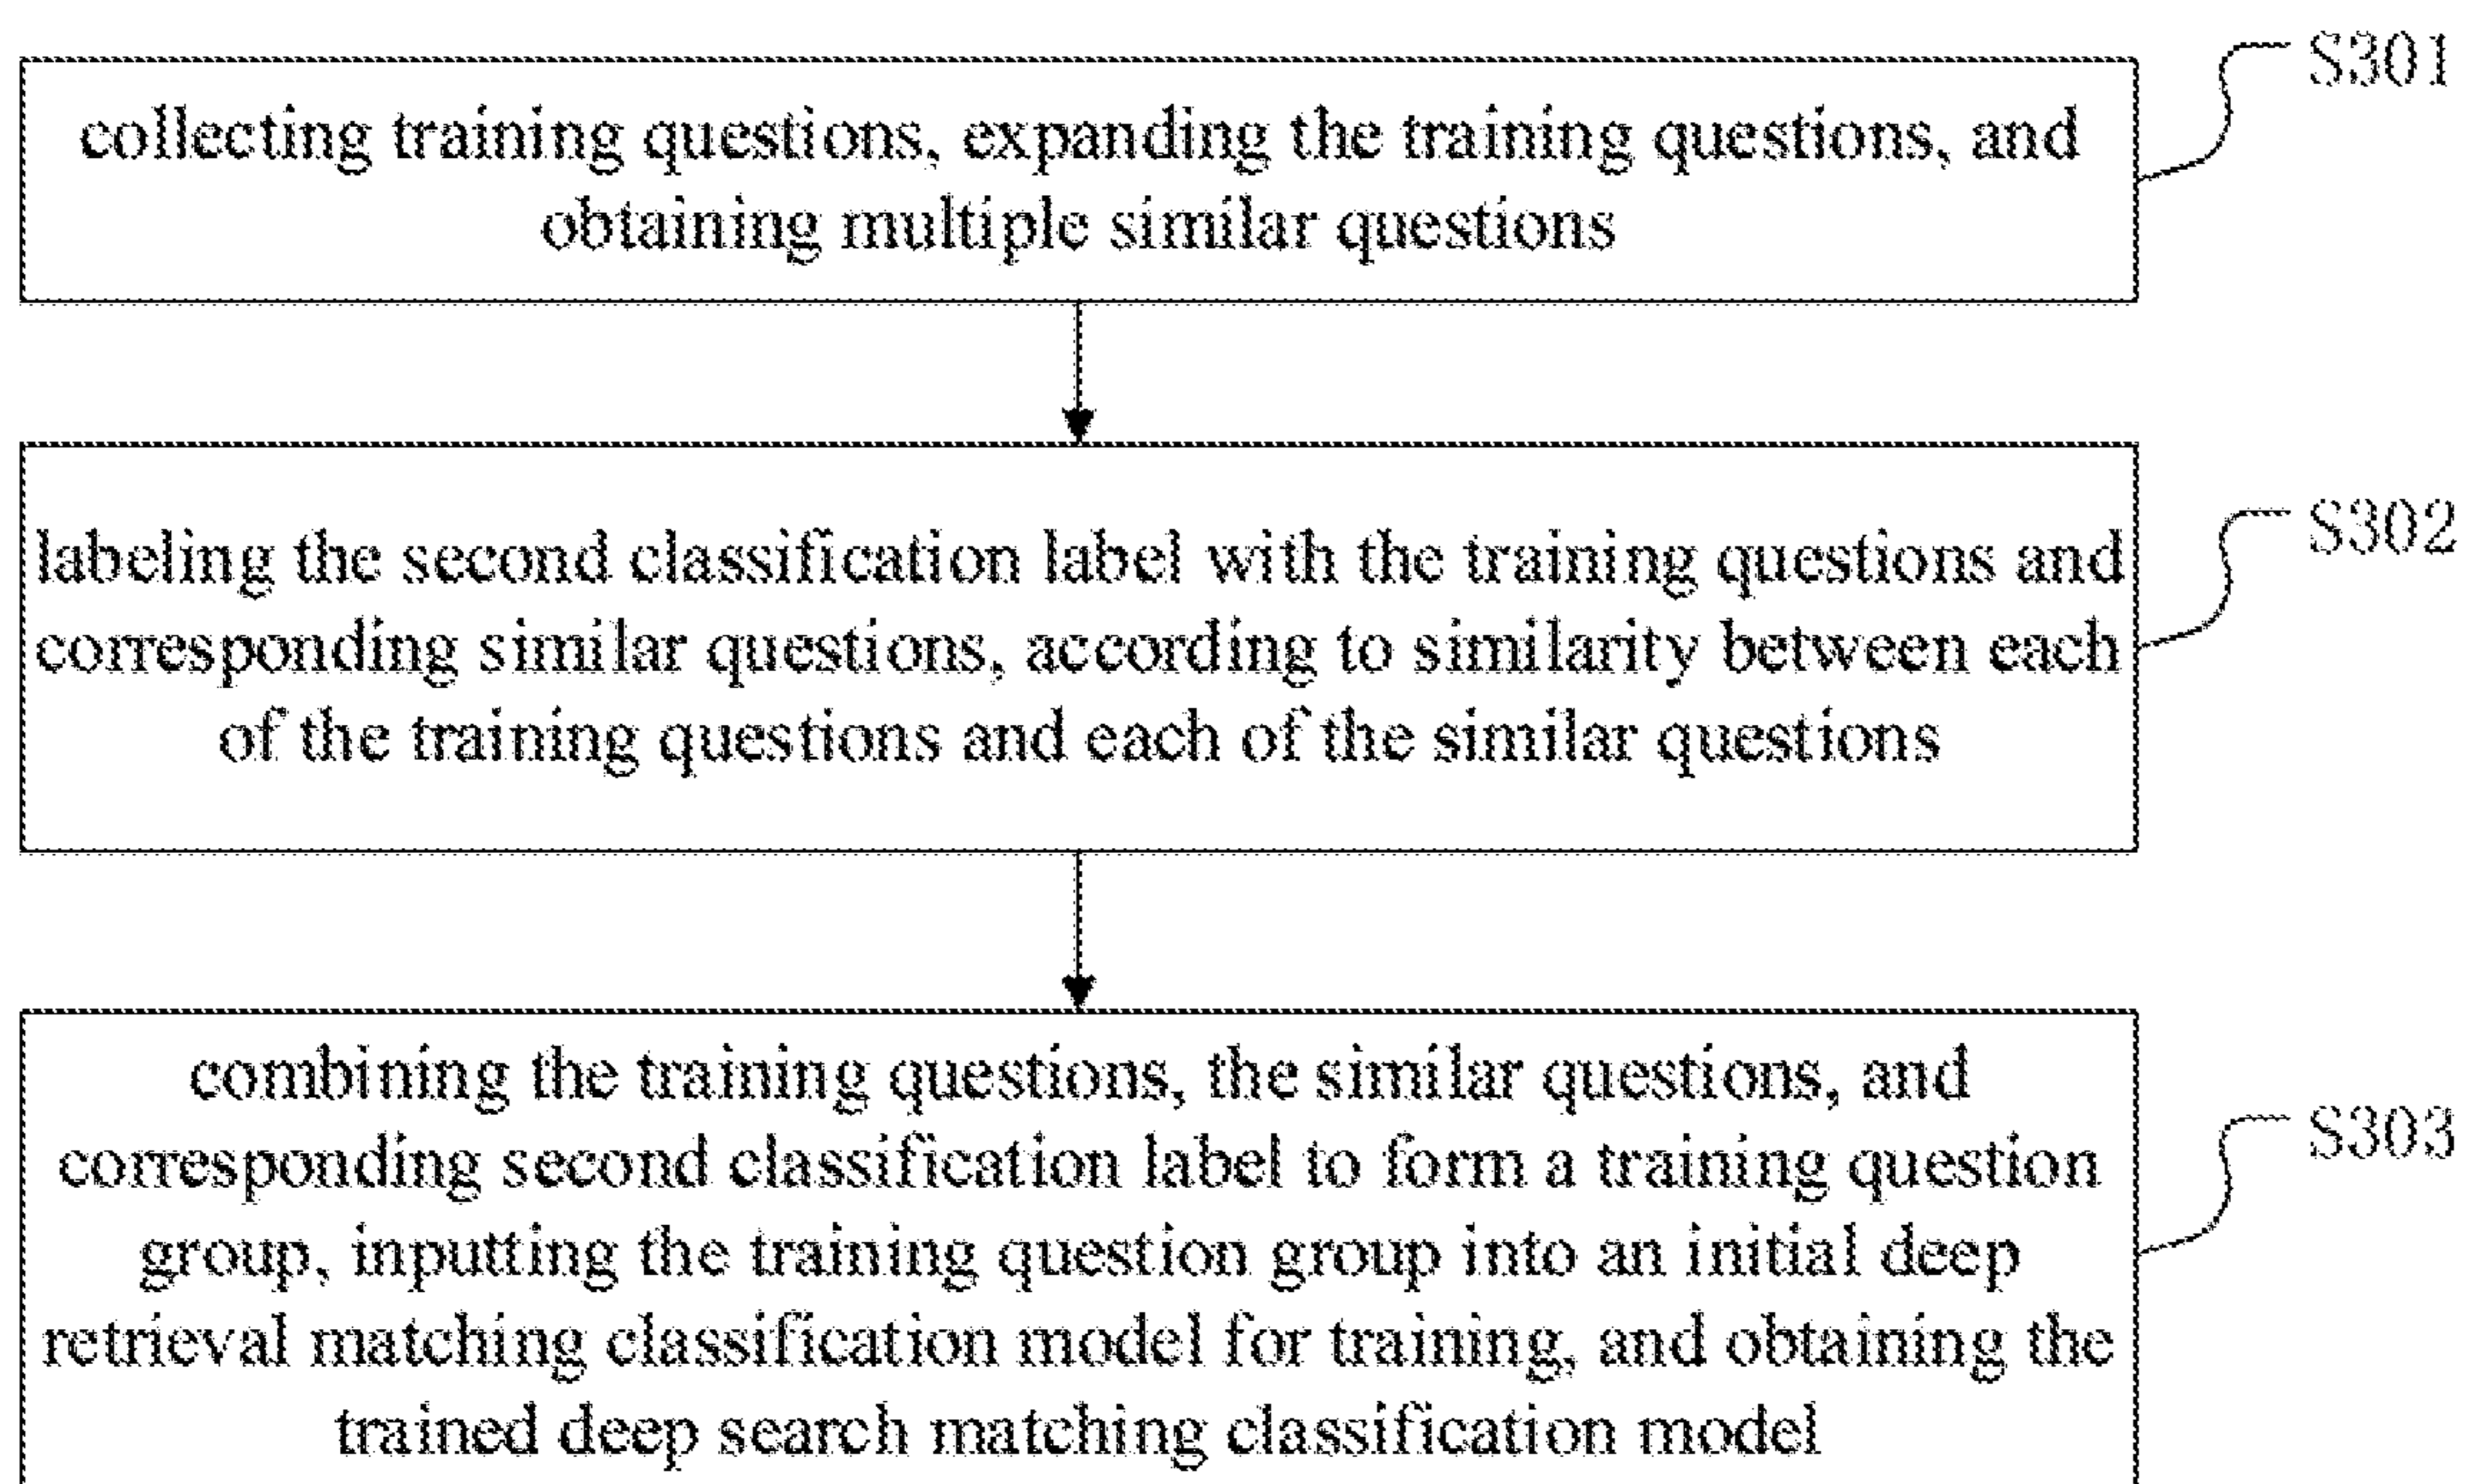 S301
collecting training questions, expanding the training questions, and
obtaining multiple similar questions
S302
labeling the second classification label with the training questions and
corresponding similar questions, according to similarity between each
of the training questions and each of the similar questions
S303
combining the training questions, the similar questions, and
corresponding second classification label to form a training question
group, inputting the training question group into an initial deep
retrieval matching classification model for training, and obtaining the
trained deep search matching classification model